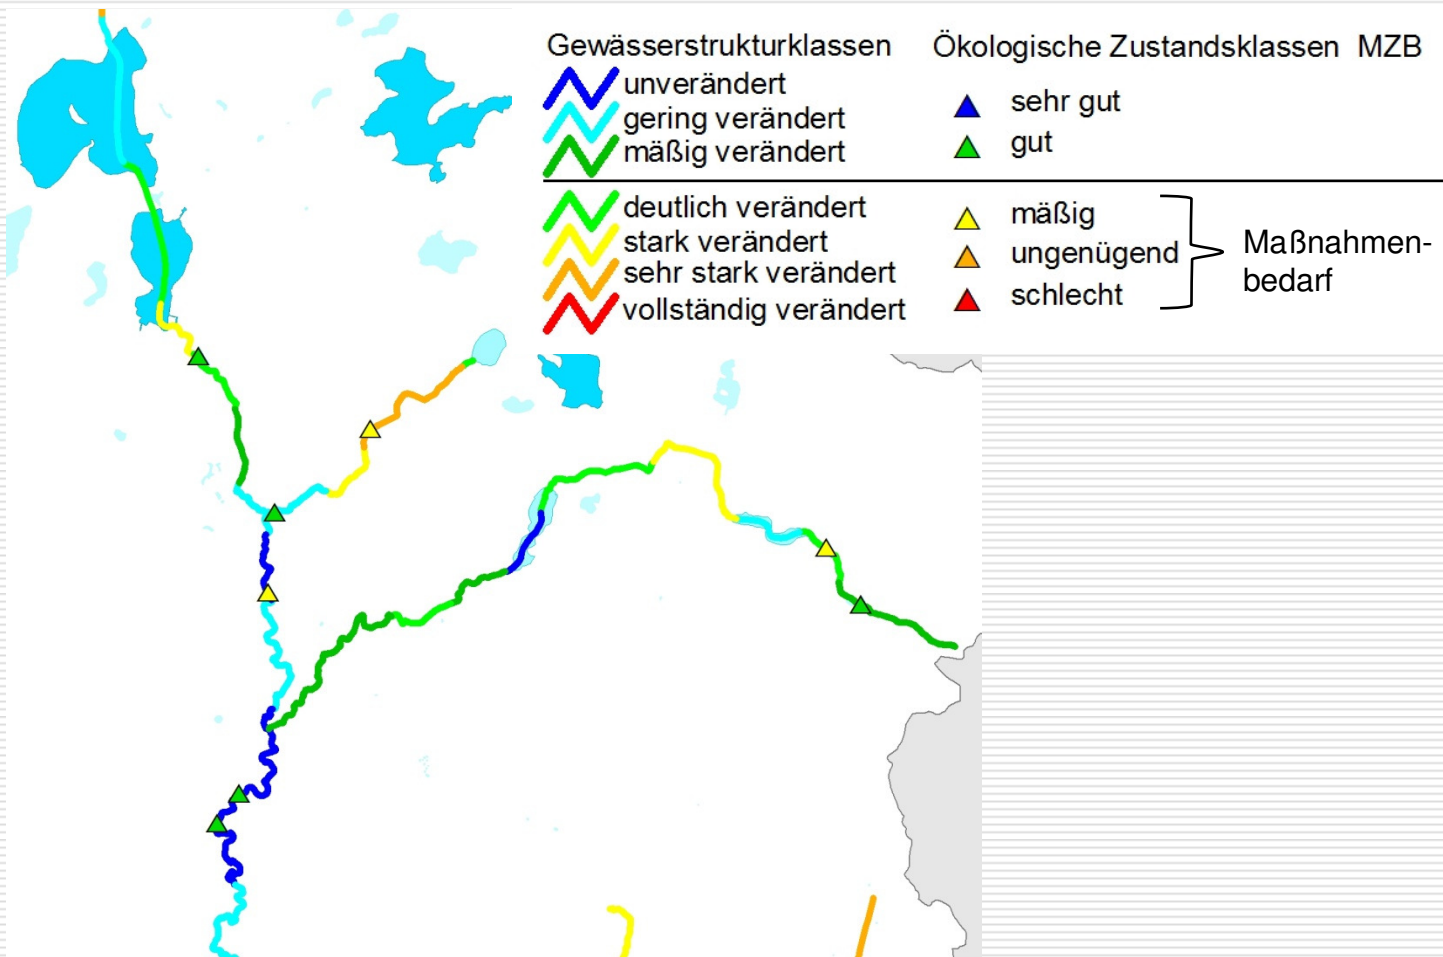 Gewässerstrukturklassen
unverändert
gering verändert
mäßig verändert
deutlich verändert
stark verändert
sehr stark verändert
vollständig verändert
Ökologische Zustandsklassen MZB
sehr gut
gut
mäßig
ungenügend
schlecht
Maßnahmen-
bedarf